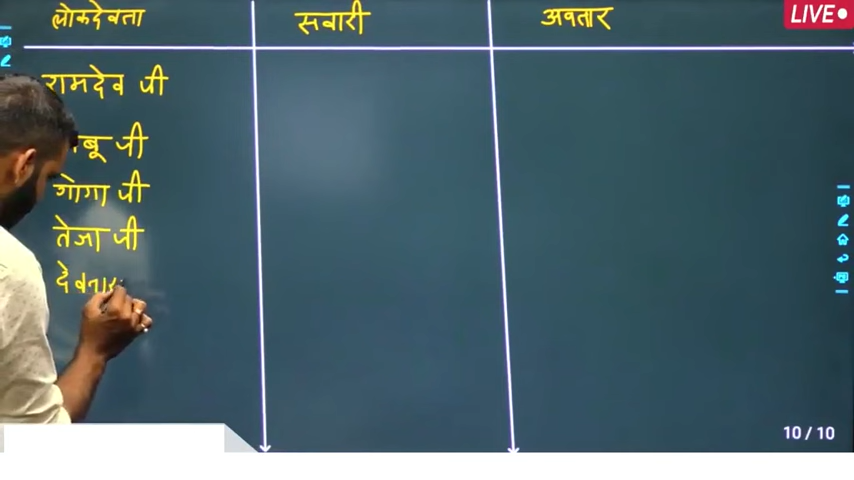 लोकदेवता सवारी अवतार LIVE
रामदेव जी
जी
गोगा जी
तेजा जी
10 / 10